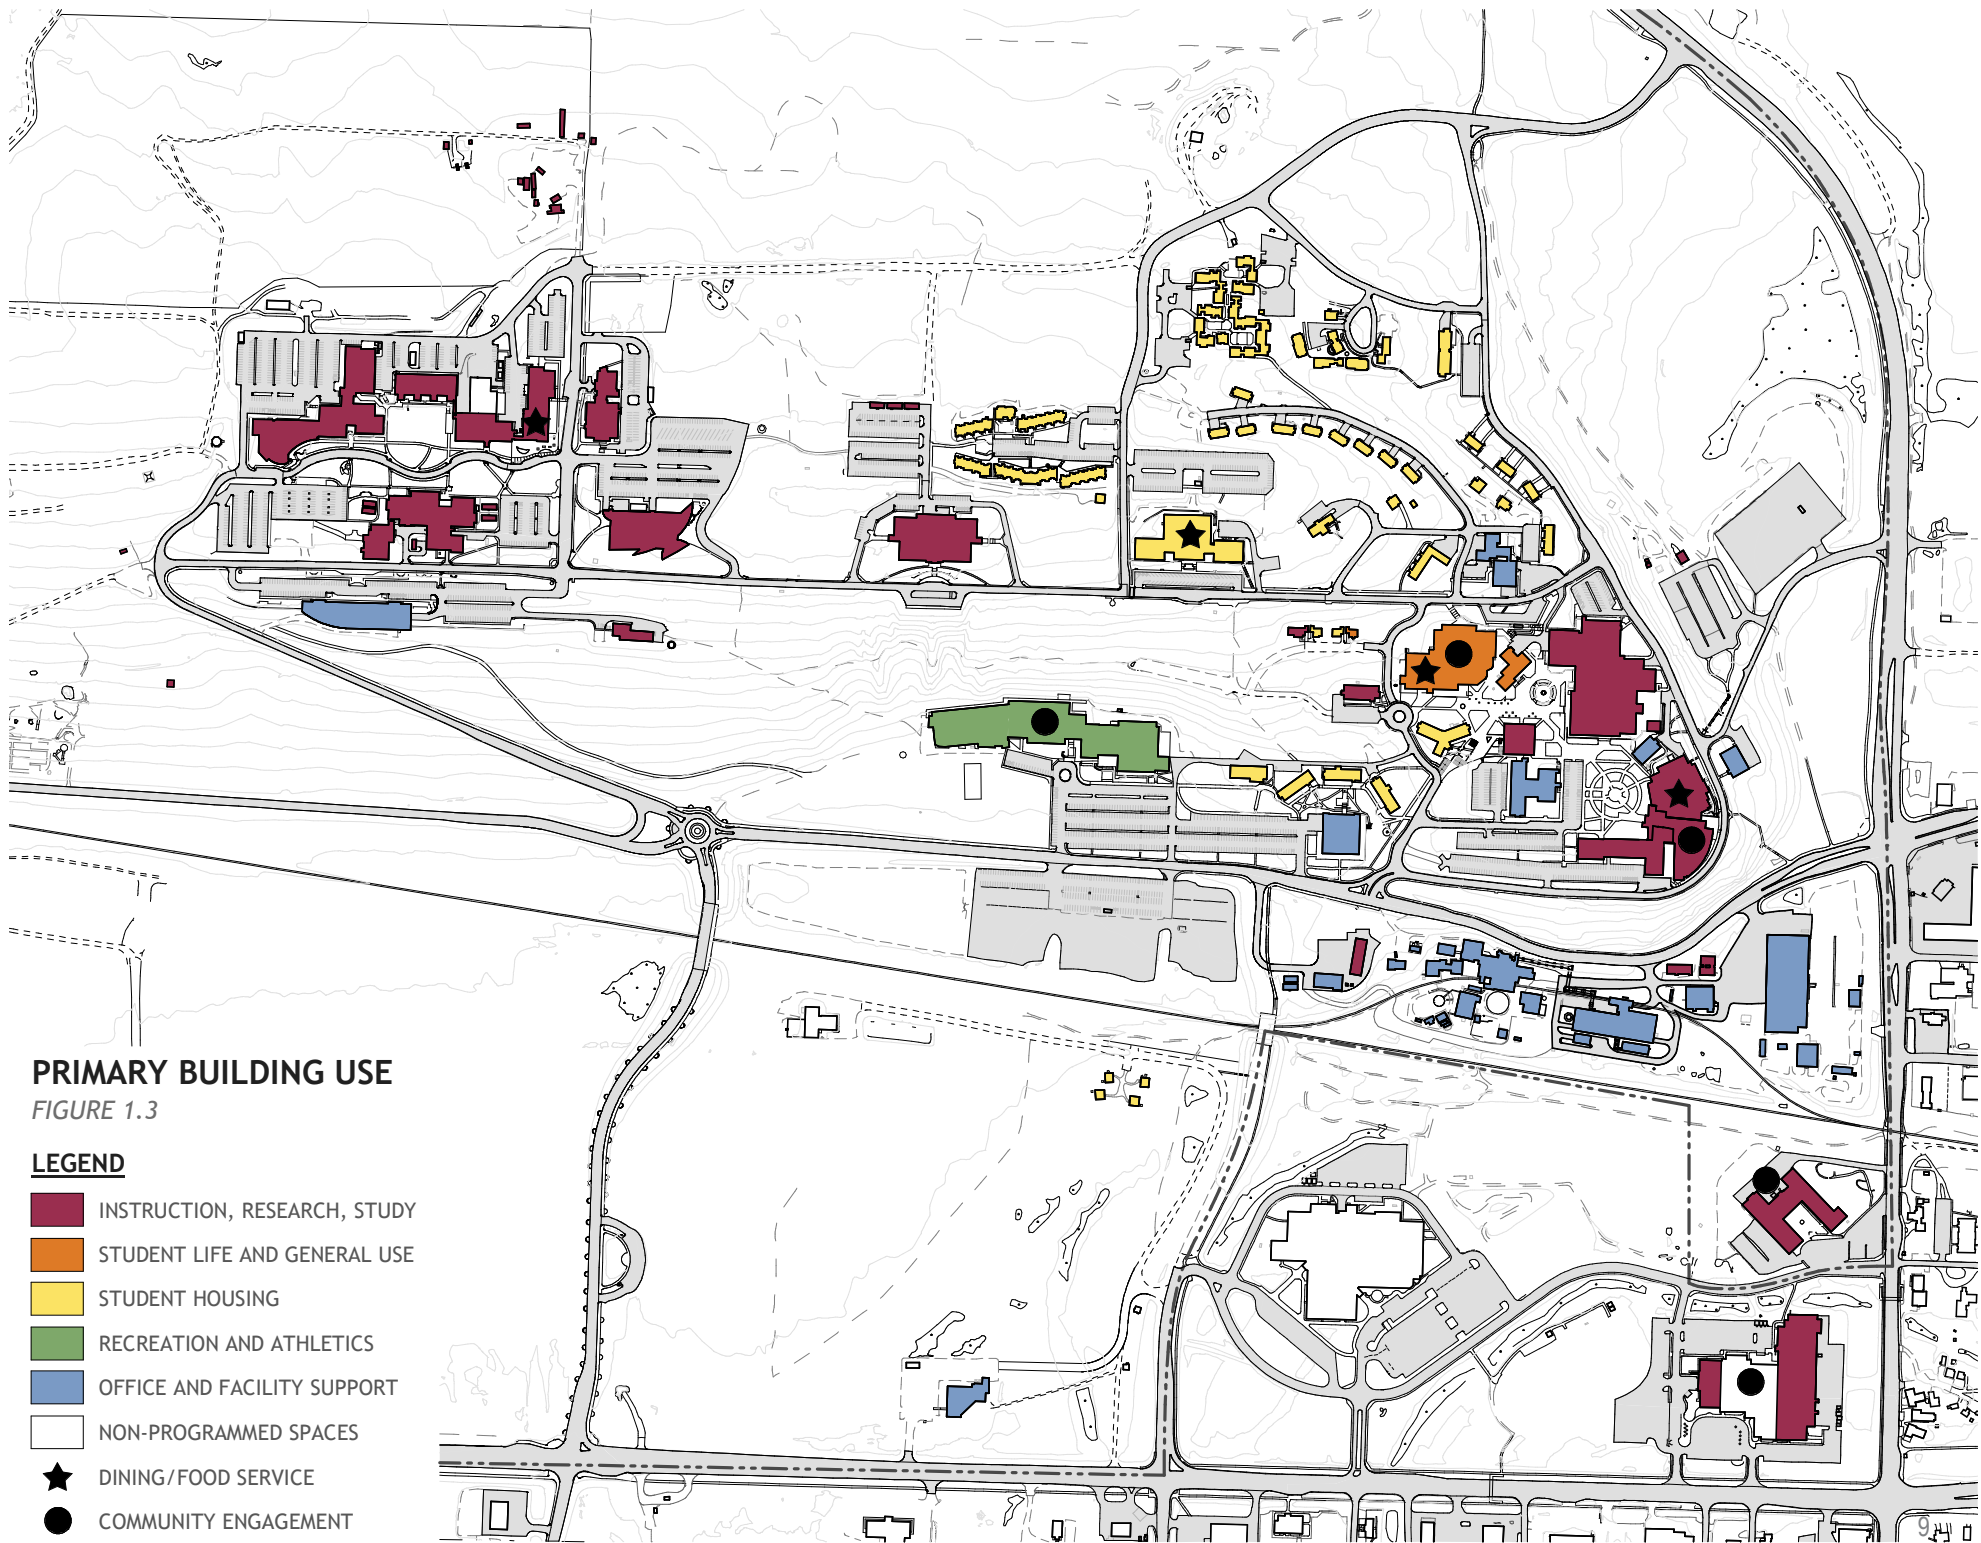 PRIMARY BUILDING USE
FIGURE 1.3
LEGEND
INSTRUCTION, RESEARCH, STUDY
STUDENT LIFE AND GENERAL USE
STUDENT HOUSING
RECREATION AND ATHLETICS
OFFICE AND FACILITY SUPPORT
NON-PROGRAMMED SPACES
DINING/FOOD SERVICE
COMMUNITY ENGAGEMENT
9